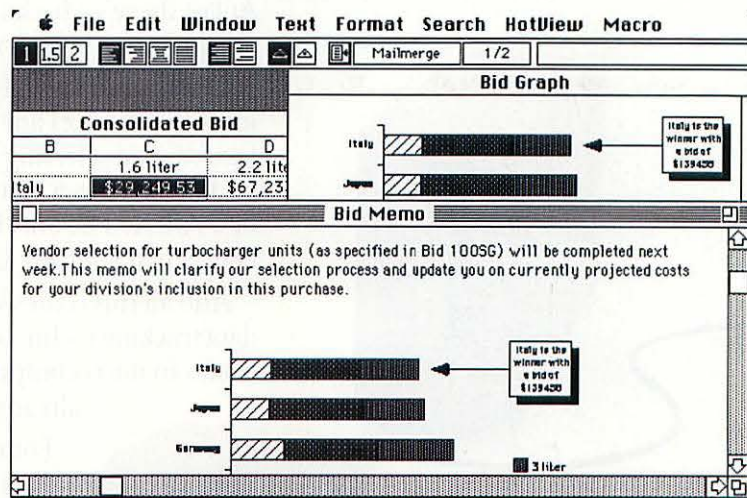 File Edit Window Text Format Search HotView Macro
1 1.5 2 Mailmerge 1/2
Bid Graph
Consolidated Bid
B C D
1.6 liter 2.2 lite
taly $29,249.53 $67,23
Italy
Japan
Italy is the
winner with
a bid of
$139450
Bid Memo
Vendor selection for turbocharger units (as specified in Bid 100SG) will be completed next
week.This memo will clarify our selection process and update you on currently projected costs
for your division's inclusion in this purchase.
Italy
Japan
Germany
Italy is the
winner with
a bid of
3 liter